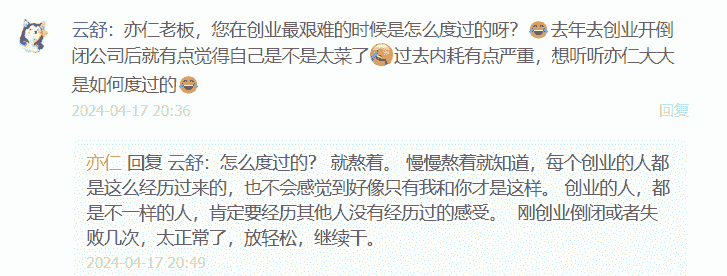 云舒：亦仁老板，您在创业最艰难的时候是怎么度过的呀？😂去年去创业开倒
闭公司后就有点觉得自己是不是太菜了😭过去内耗有点严重，想听听亦仁大大
是如何度过的😂
2024-04-17 20:36 回复
亦仁 回复 云舒：怎么度过的？ 就熬着。 慢慢熬着就知道，每个创业的人都
是这么经历过来的，也不会感觉到好像只有我和你才是这样。 创业的人，都
是不一样的人，肯定要经历其他人没有经历过的感受。 刚创业倒闭或者失
败几次，太正常了，放轻松，继续干。
2024-04-17 20:49